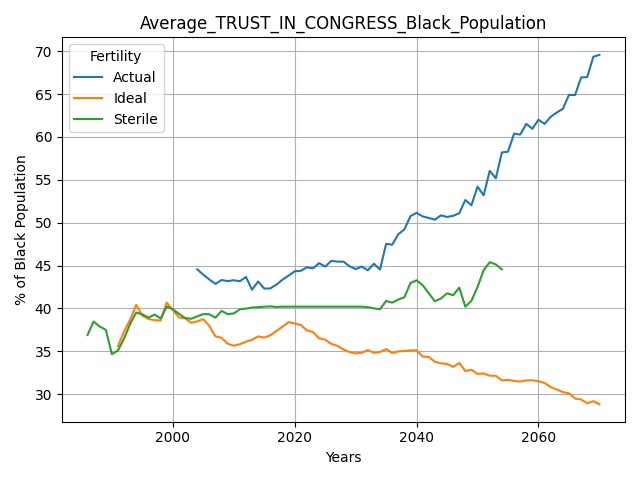 Average_TRUST_IN_CONGRESS_Black_Population
Fertility
Actual
Ideal
Sterile
% of Black Population
70
65
60
55
50
45
40
35
30
2000 2020 2040 2060
Years